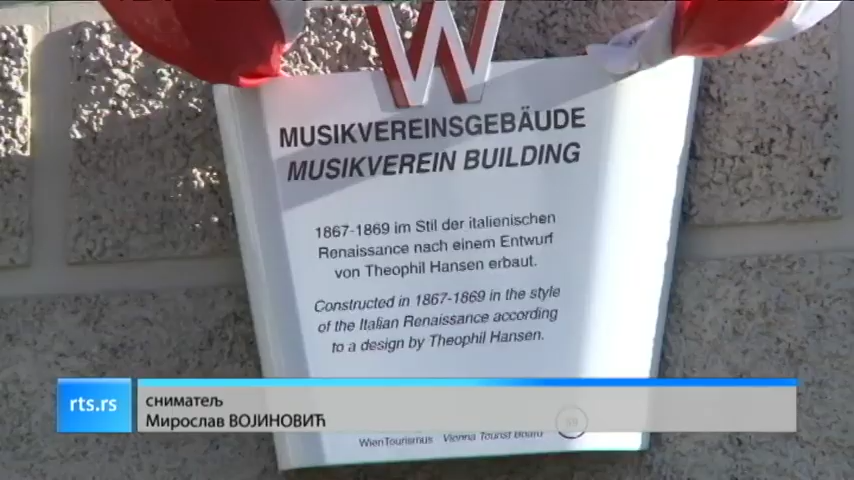 W
MUSIKVEREINSGEBÄUDE
MUSIKVEREIN BUILDING
1867-1869 im Stil der italienischen
Renaissance nach einem Entwurf
von Theophil Hansen erbaut.
Constructed in 1867-1869 in the style
of the Italian Renaissance according
to a design by Theophil Hansen.
rts.rs
сниматељ
Мирослав ВОЈИНОВИЋ
WienTourismus Vienna Tourist Board